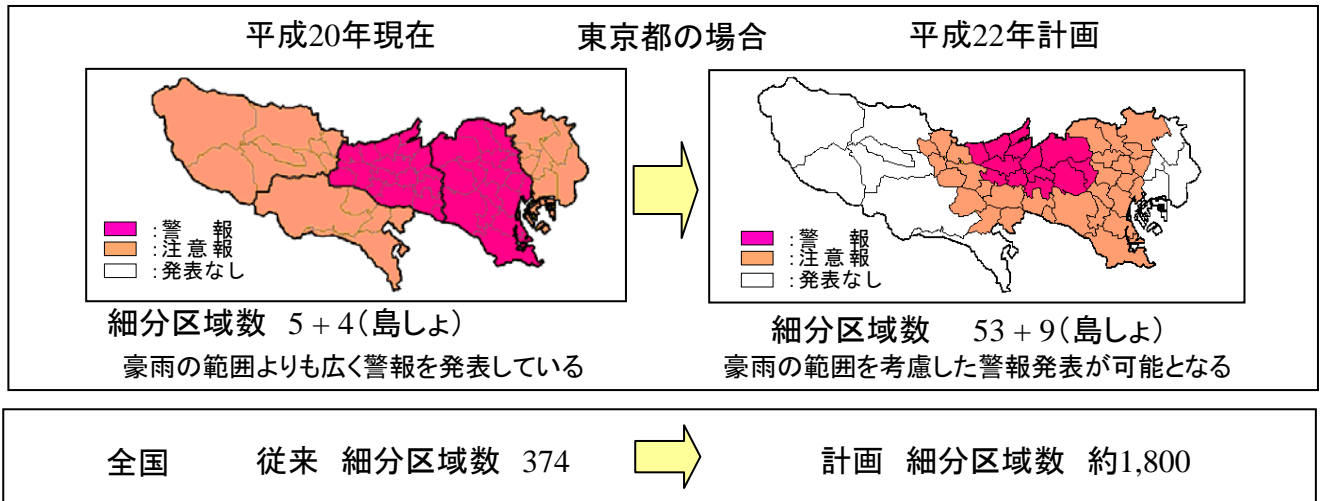 平成20年現在 東京都の場合 平成22年計画
:警 報
:注意報
:発表なし
:警 報
:注意報
:発表なし
細分区域数 5 + 4(島しょ)
細分区域数 53 + 9(島しょ)
豪雨の範囲よりも広く警報を発表している
豪雨の範囲を考慮した警報発表が可能となる
全国 従来 細分区域数 374 計画 細分区域数 約1,800